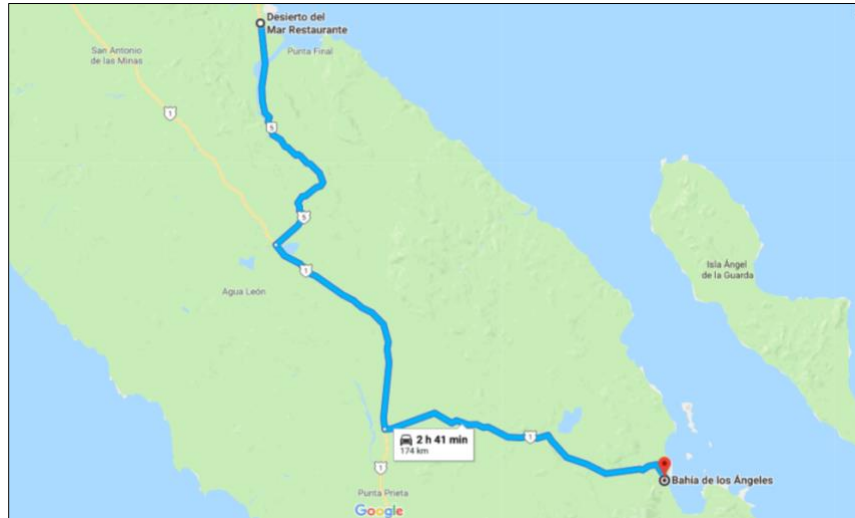 Desierto del
Mar Restaurante
San Antonio
de las Minas
Punta Final
1
5
5
1
Isla Ángel
de la Guarda
Agua León
2 h 41 min
174 km
1
1
Bahia de los Ángeles
Punta Prieta
Google